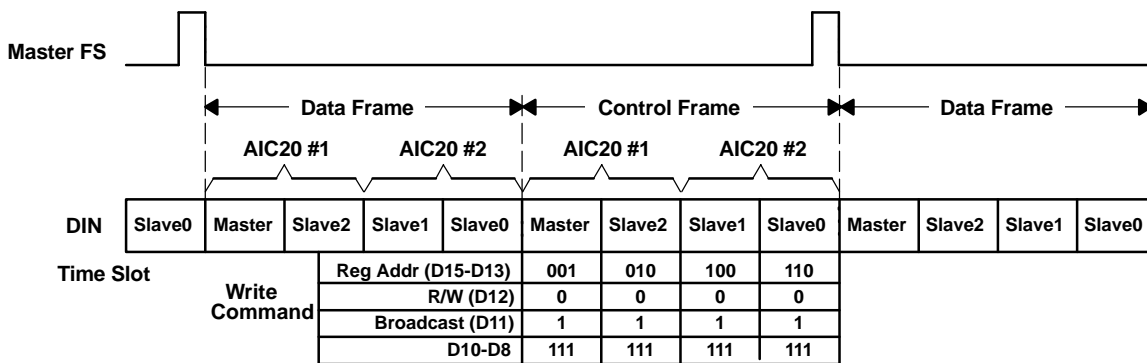 Master FS
Data Frame Control Frame Data Frame
AIC20 #1 AIC20 #2 AIC20 #1 AIC20 #2
DIN Slave0 Master Slave2 Slave1 Slave0 Master Slave2 Slave1 Slave0 Master Slave2 Slave1 Slave0
Time Slot
Write Command
Reg Addr (D15-D13) 001 010 100 110
R/W (D12) 0 0 0 0
Broadcast (D11) 1 1 1 1
D10-D8 111 111 111 111